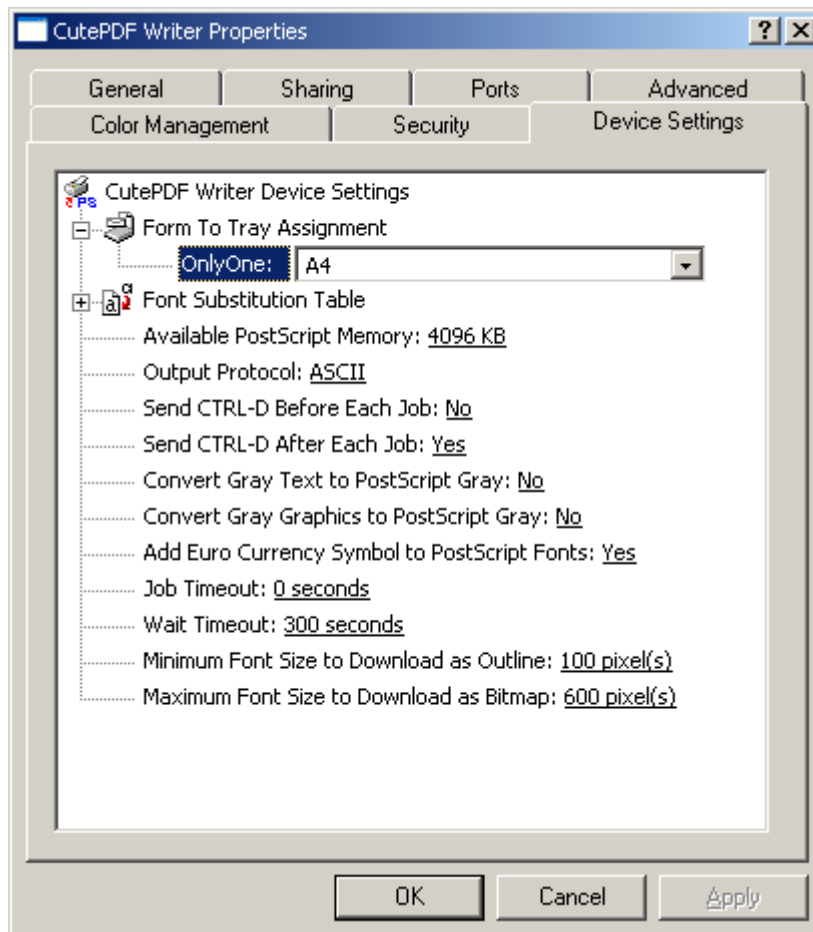 CutePDF Writer Properties
General Sharing Ports Advanced
Color Management Security Device Settings
CutePDF Writer Device Settings
Form To Tray Assignment
OnlyOne: A4
Font Substitution Table
Available PostScript Memory: 4096 KB
Output Protocol: ASCII
Send CTRL-D Before Each Job: No
Send CTRL-D After Each Job: Yes
Convert Gray Text to PostScript Gray: No
Convert Gray Graphics to PostScript Gray: No
Add Euro Currency Symbol to PostScript Fonts: Yes
Job Timeout: 0 seconds
Wait Timeout: 300 seconds
Minimum Font Size to Download as Outline: 100 pixel(s)
Maximum Font Size to Download as Bitmap: 600 pixel(s)
OK Cancel Apply